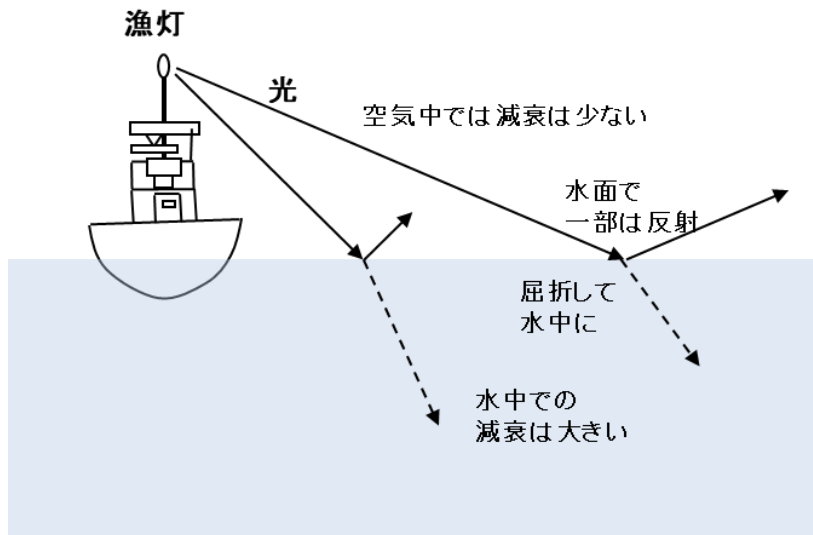 漁灯
光
空気中では減衰は少ない
水面で
一部は反射
屈折して
水中に
水中での
減衰は大きい